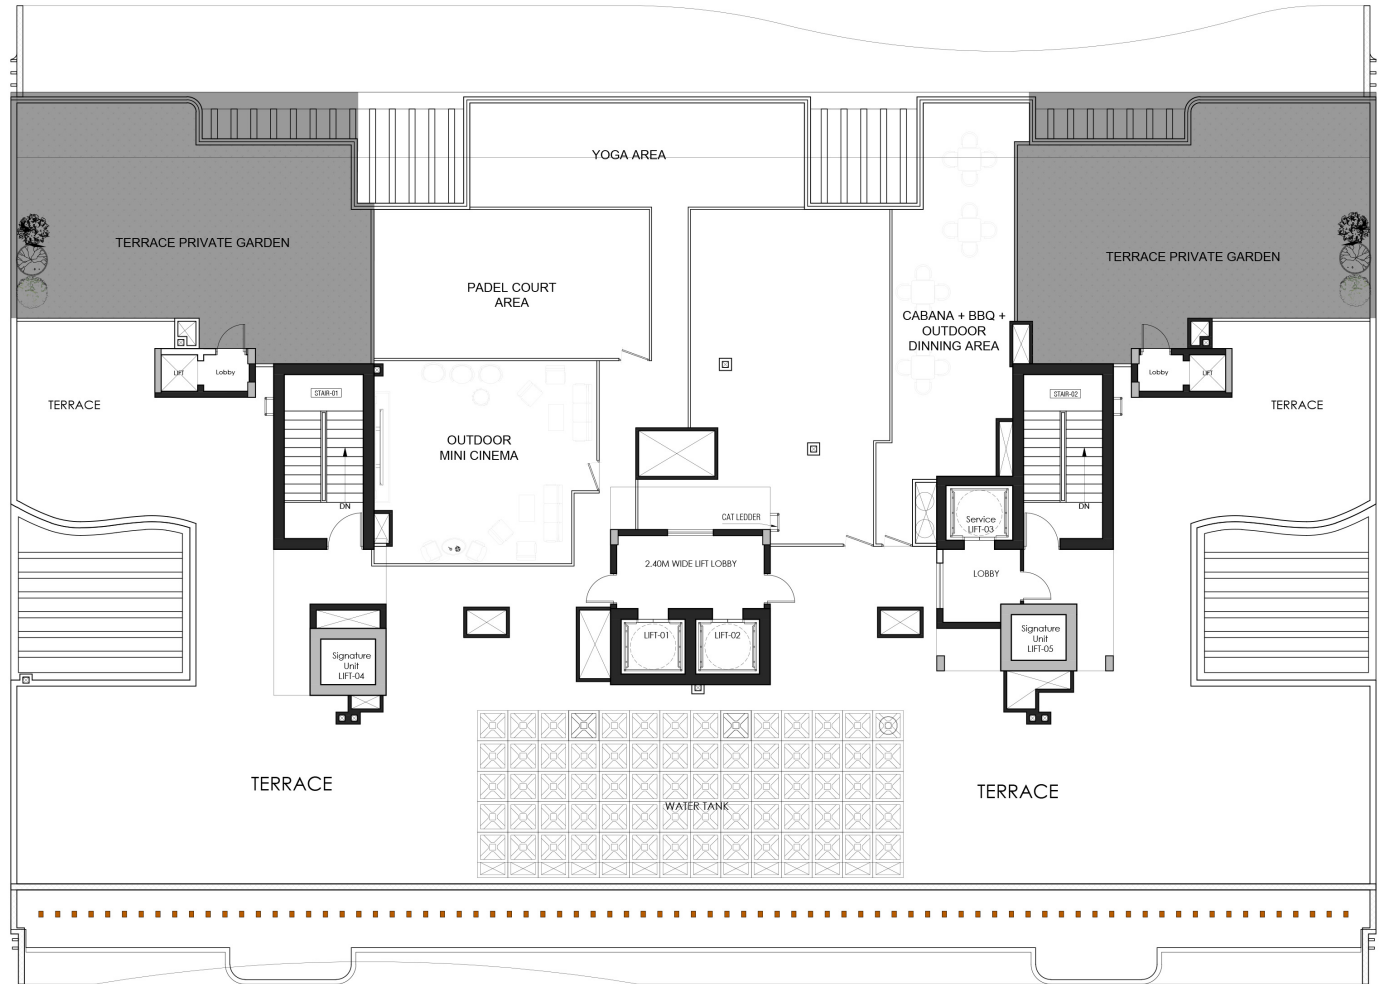 YOGA AREA
TERRACE PRIVATE GARDEN
TERRACE PRIVATE GARDEN
PADEL COURT
AREA
CABANA + BBQ +
OUTDOOR
DINNING AREA
LIFT
Lobby
Lobby
LIFT
STAIR-01
STAIR-02
TERRACE
TERRACE
OUTDOOR
MINI CINEMA
DN
DN
CAT LEDDER
Service
LIFT-03
2.40M WIDE LIFT LOBBY
LOBBY
LIFT-01
LIFT-02
Signature
Unit
LIFT-04
Signature
Unit
LIFT-05
TERRACE
TERRACE
WATER TANK